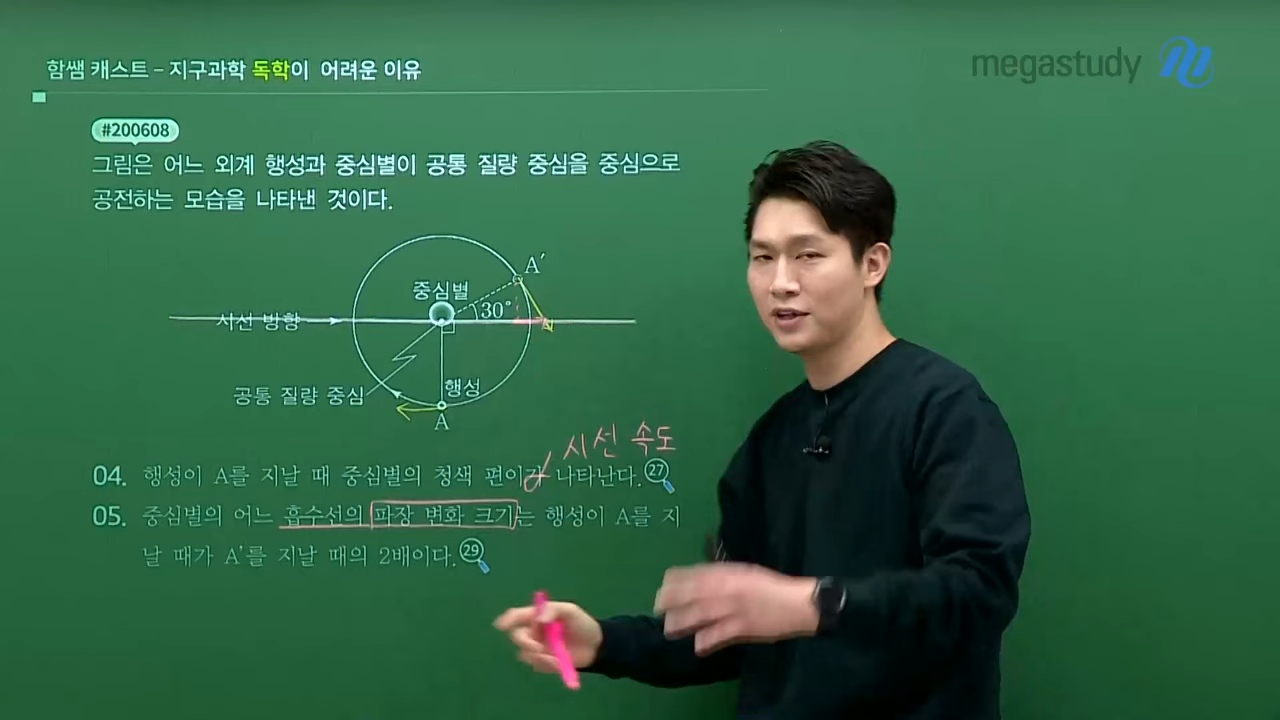 함쌤 캐스트 – 지구과학 독학이 어려운 이유
megastudy
#200608
그림은 어느 외계 행성과 중심별이 공통 질량 중심을 중심으로
공전하는 모습을 나타낸 것이다.
A′
중심별
30°
시선 방향
공통 질량 중심
행성
A
시선 속도
04. 행성이 A를 지날 때 중심별의 청색 편이가 나타난다. 27
05. 중심별의 어느 흡수선의 파장 변화 크기는 행성이 A를 지
날 때가 A'를 지날 때의 2배이다. 29